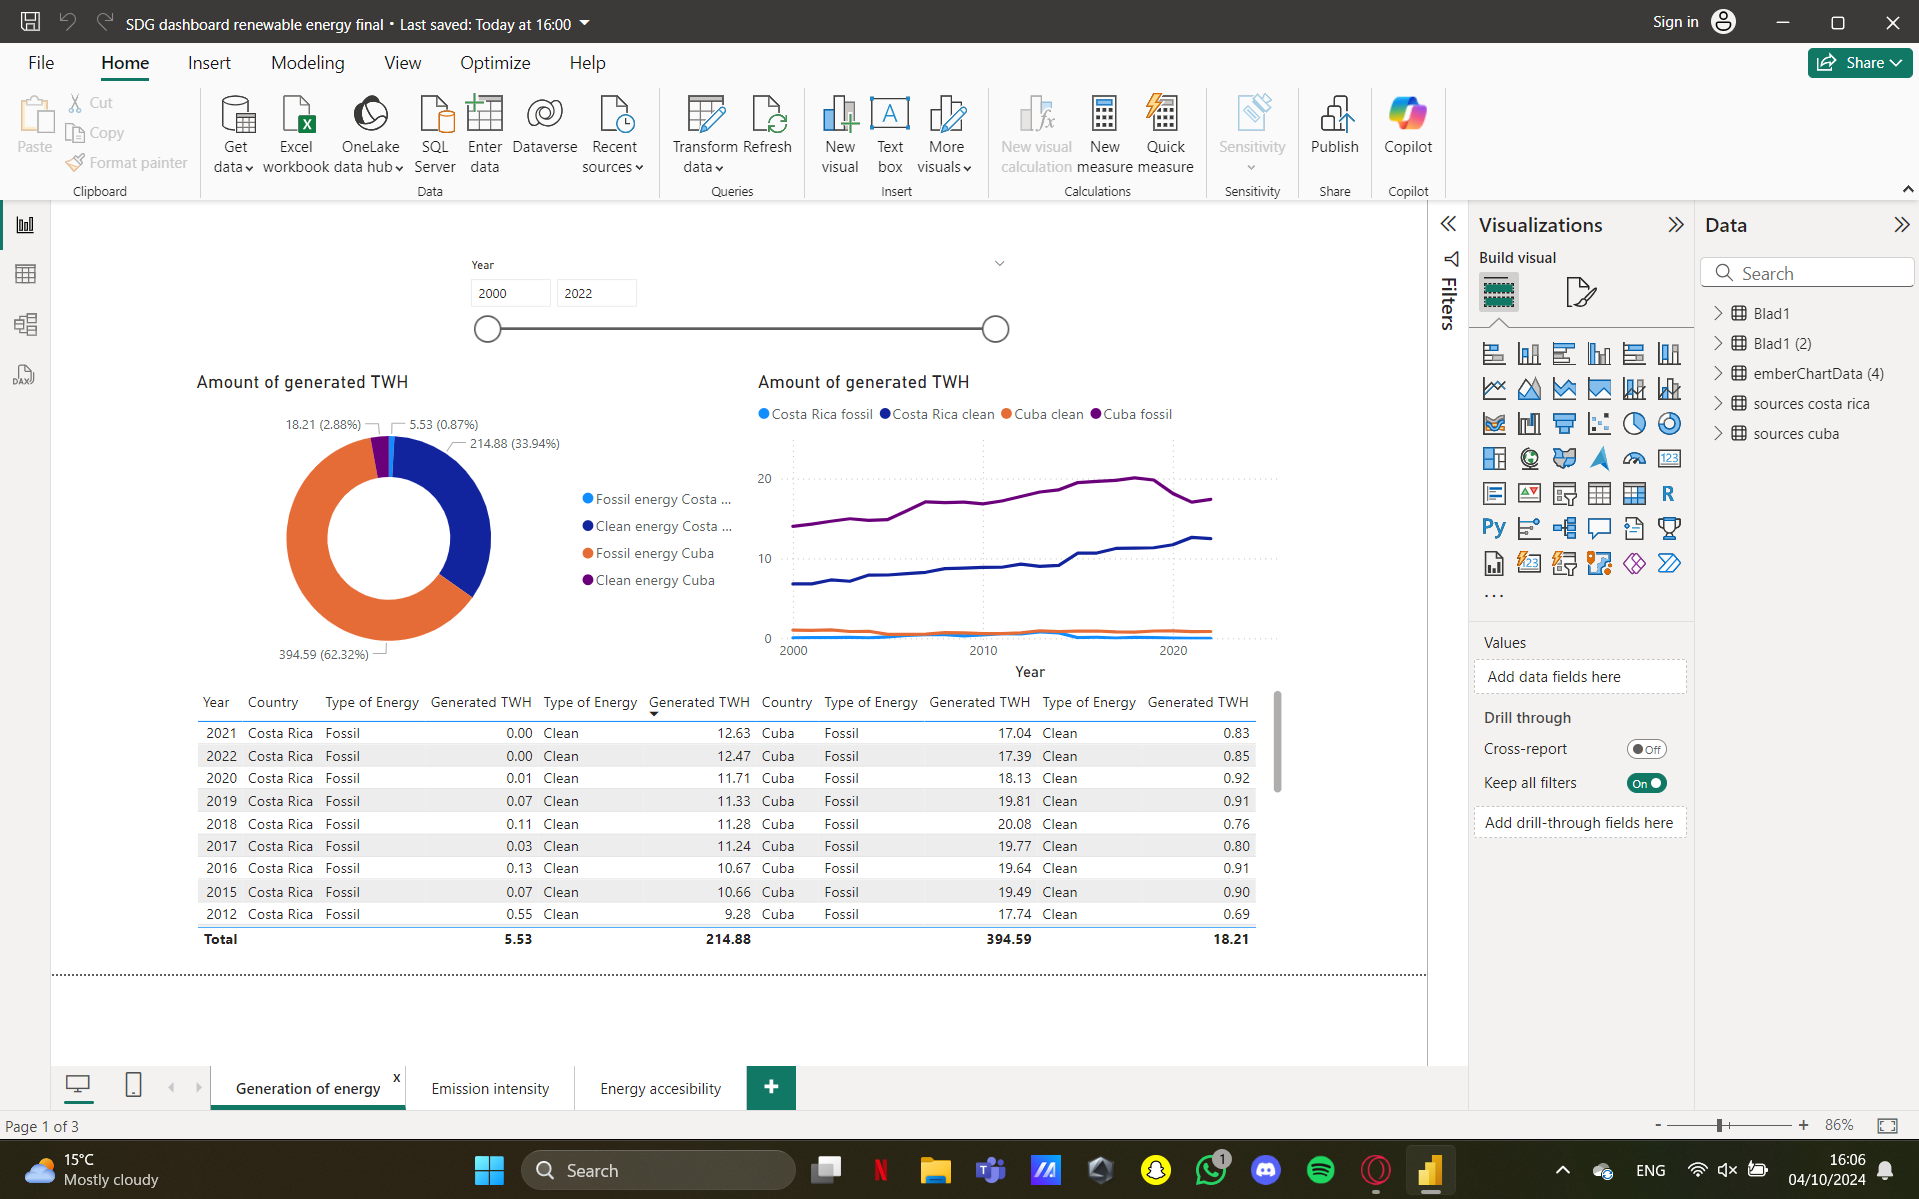 SDG dashboard renewable energy final • Last saved: Today at 16:00
Sign in
File Home Insert Modeling View Optimize Help
Share
Paste
Cut
Copy
Format painter
Clipboard
Get data
Excel workbook
OneLake data hub
SQL Server
Enter data
Dataverse
Recent sources
Data
Transform data
Refresh
Queries
New visual
Text box
More visuals
Insert
New visual calculation
New measure
Quick measure
Calculations
Sensitivity
Sensitivity
Publish
Share
Copilot
Copilot
Year
2000 2022
Amount of generated TWH
18.21 (2.88%)
5.53 (0.87%)
214.88 (33.94%)
394.59 (62.32%)
Fossil energy Costa ...
Clean energy Costa ...
Fossil energy Cuba
Clean energy Cuba
Amount of generated TWH
Costa Rica fossil Costa Rica clean Cuba clean Cuba fossil
20
10
0
2000 2010 2020
Year
Year Country Type of Energy Generated TWH Type of Energy Generated TWH Country Type of Energy Generated TWH Type of Energy Generated TWH
2021 Costa Rica Fossil 0.00 Clean 12.63 Cuba Fossil 17.04 Clean 0.83
2022 Costa Rica Fossil 0.00 Clean 12.47 Cuba Fossil 17.39 Clean 0.85
2020 Costa Rica Fossil 0.01 Clean 11.71 Cuba Fossil 18.13 Clean 0.92
2019 Costa Rica Fossil 0.07 Clean 11.33 Cuba Fossil 19.81 Clean 0.91
2018 Costa Rica Fossil 0.11 Clean 11.28 Cuba Fossil 20.08 Clean 0.76
2017 Costa Rica Fossil 0.03 Clean 11.24 Cuba Fossil 19.77 Clean 0.80
2016 Costa Rica Fossil 0.13 Clean 10.67 Cuba Fossil 19.64 Clean 0.91
2015 Costa Rica Fossil 0.07 Clean 10.66 Cuba Fossil 19.49 Clean 0.90
2012 Costa Rica Fossil 0.55 Clean 9.28 Cuba Fossil 17.74 Clean 0.69
Total 5.53 214.88 394.59 18.21
Filters
Visualizations
Build visual
123
R
Py
123
...
Values
Add data fields here
Drill through
Cross-report Off
Keep all filters On
Add drill-through fields here
Data
Search
Blad1
Blad1 (2)
emberChartData (4)
sources costa rica
sources cuba
DAX
Generation of energy x
Emission intensity
Energy accesibility
+
Page 1 of 3
- + 86%
15°C
Mostly cloudy
Search
N
1
ENG
16:06
04/10/2024